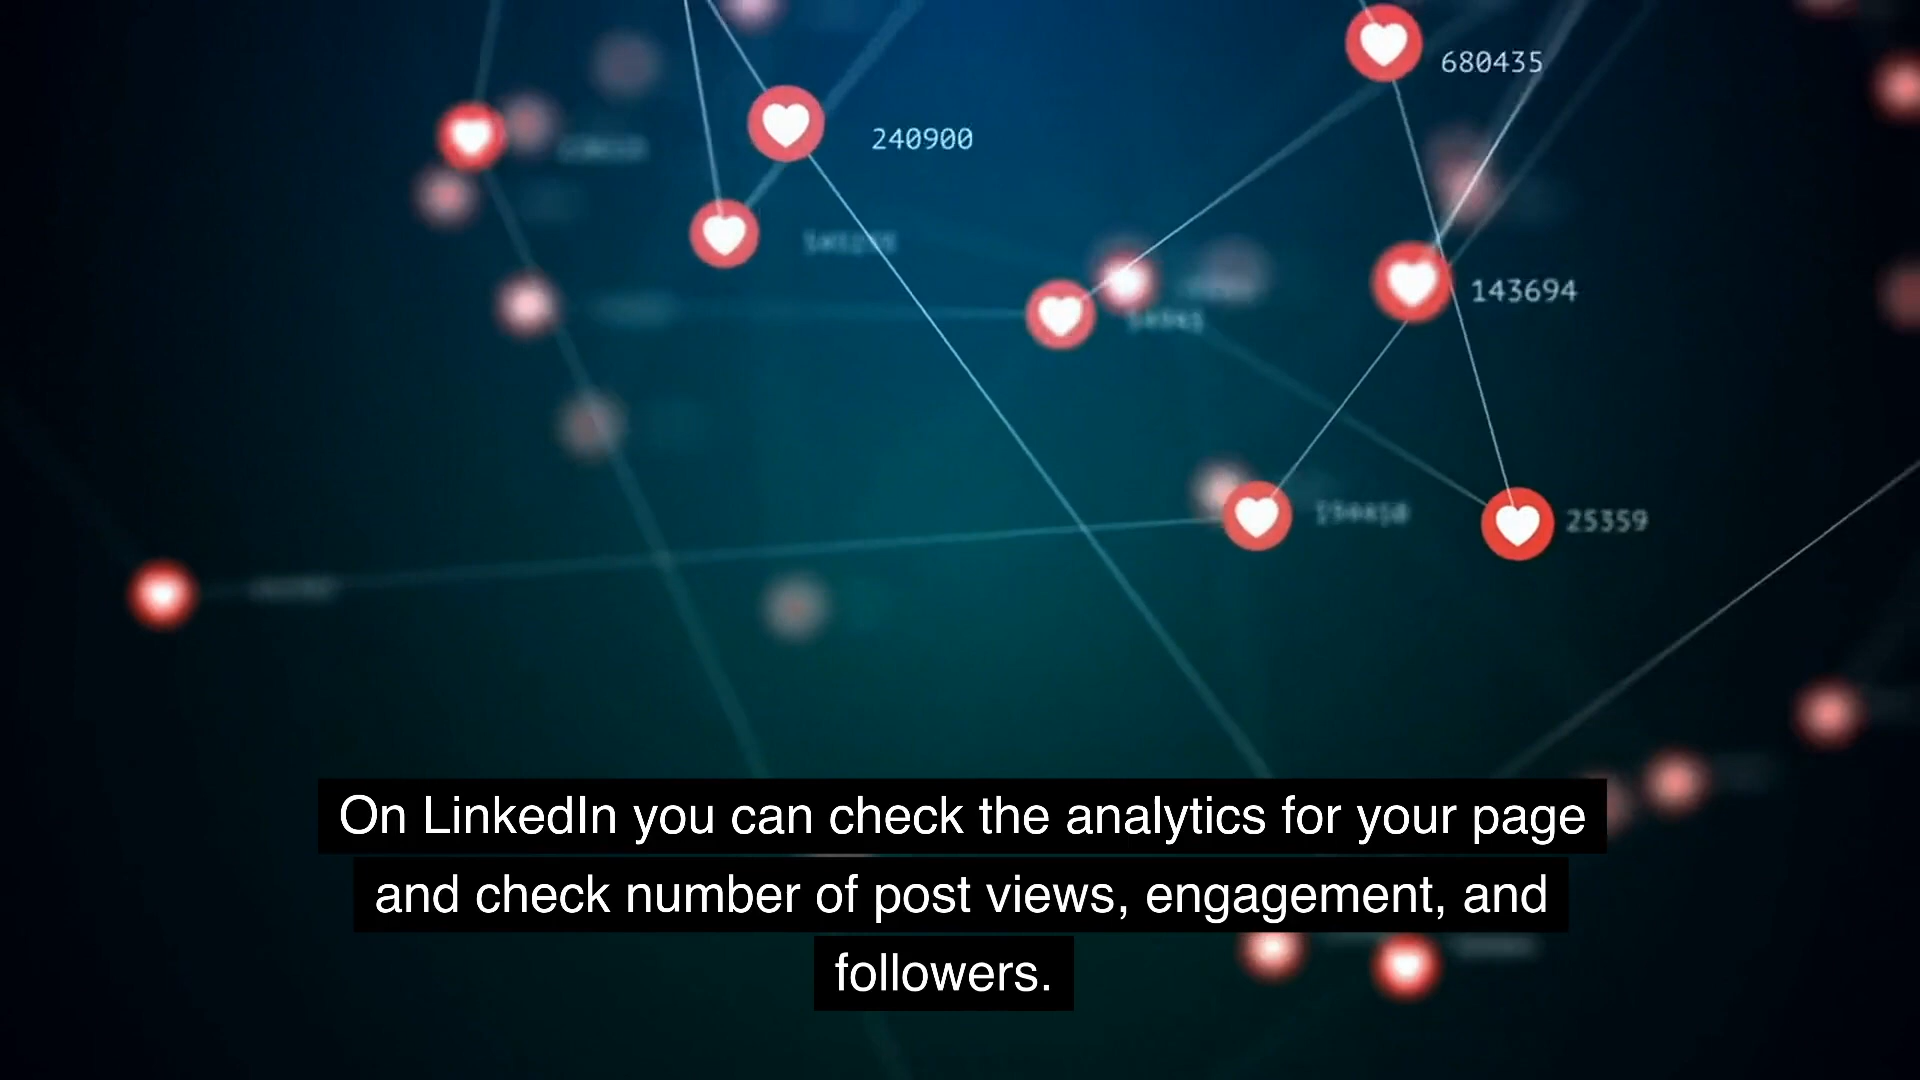 680435
240900
143694
25359
On LinkedIn you can check the analytics for your page
and check number of post views, engagement, and
followers.